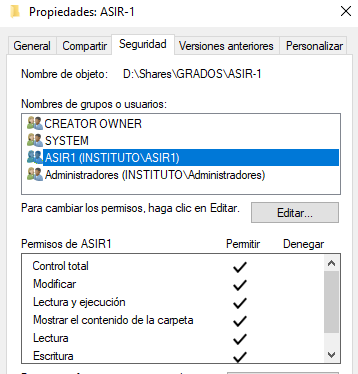 Propiedades: ASIR-1
General Compartir Seguridad Versiones anteriores Personalizar
Nombre de objeto: D:\Shares\GRADOS\ASIR-1
Nombres de grupos o usuarios:
CREATOR OWNER
SYSTEM
ASIR1 (INSTITUTO\ASIR1)
Administradores (INSTITUTO\Administradores)
Para cambiar los permisos, haga clic en Editar.
Editar...
Permisos de ASIR1 Permitir Denegar
Control total
Modificar
Lectura y ejecución
Mostrar el contenido de la carpeta
Lectura
Escritura